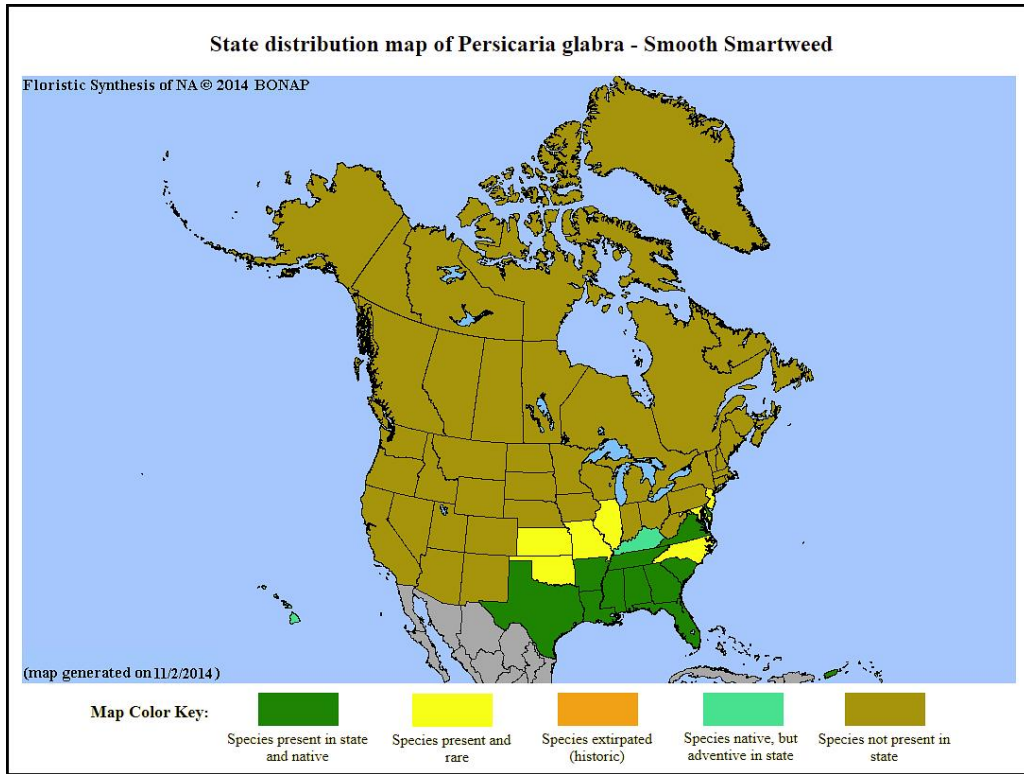 State distribution map of Persicaria glabra - Smooth Smartweed
Floristic Synthesis of NA © 2014 BONAP
(map generated on 11/2/2014)
Map Color Key:
Species present in state
and native
Species present and
rare
Species extirpated
(historic)
Species native, but
adventive in state
Species not present in
state